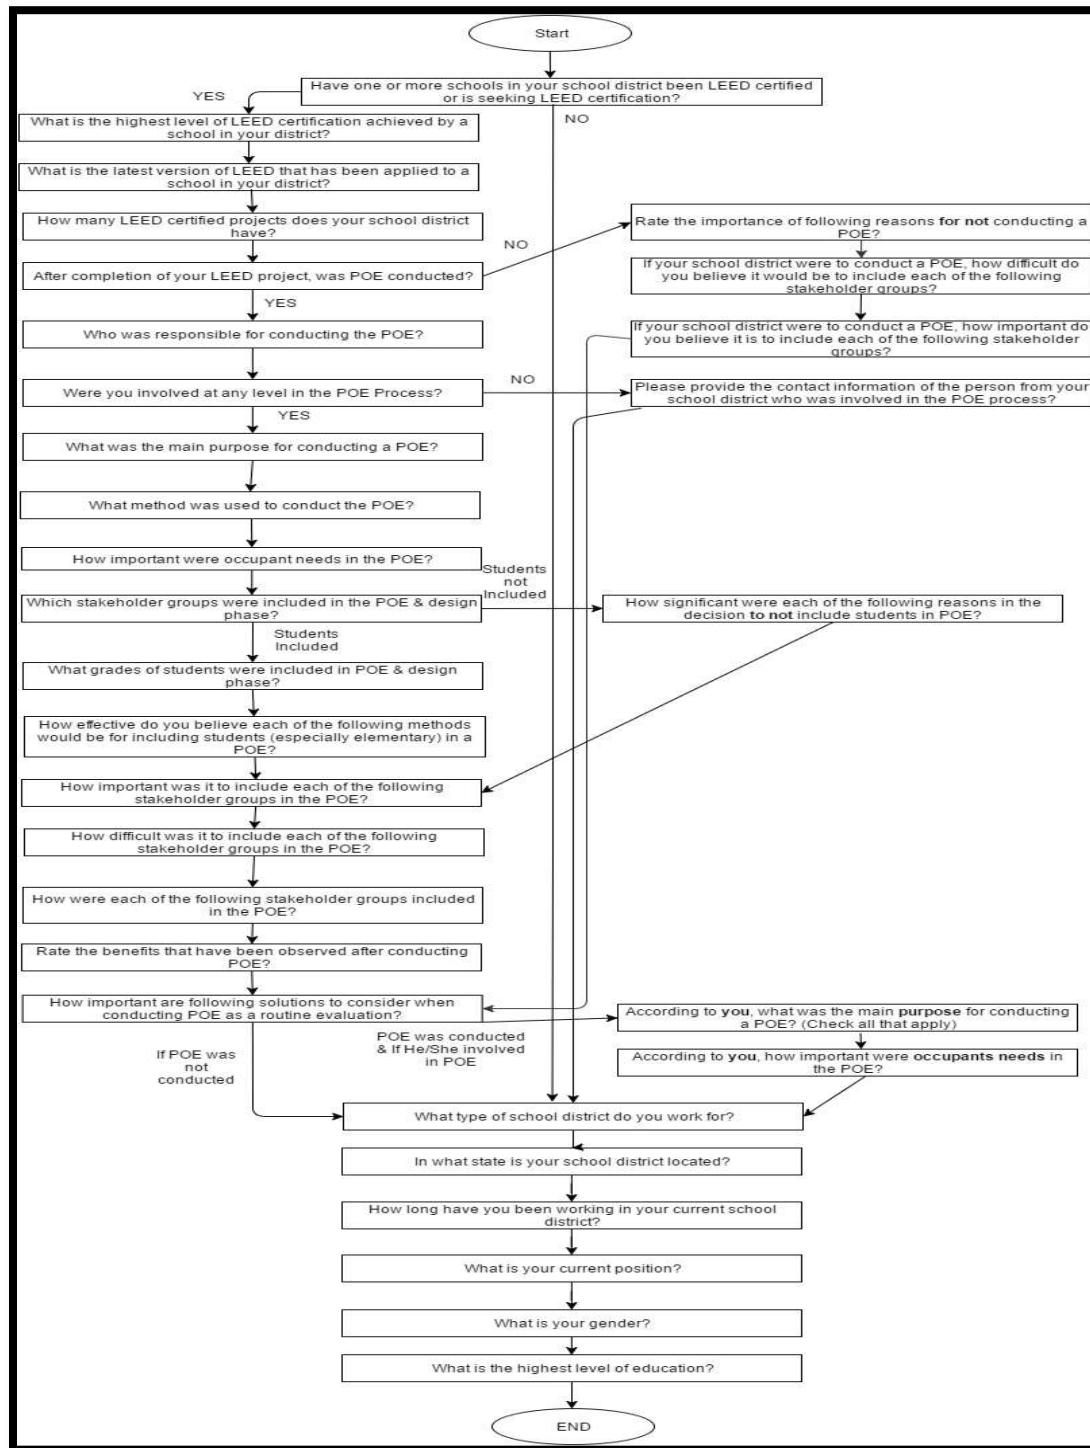 Start
Have one or more schools in your school district been LEED certified
or is seeking LEED certification?
YES
NO
What is the highest level of LEED certification achieved by a
school in your district?
What is the latest version of LEED that has been applied to a
school in your district?
How many LEED certified projects does your school district
have?
After completion of your LEED project, was POE conducted?
NO
Rate the importance of following reasons for not conducting a
POE?
If your school district were to conduct a POE, how difficult do
you believe it would be to include each of the following
stakeholder groups?
If your school district were to conduct a POE, how important do
you believe it is to include each of the following stakeholder
groups?
YES
Who was responsible for conducting the POE?
Were you involved at any level in the POE Process?
NO
Please provide the contact information of the person from your
school district who was involved in the POE process?
YES
What was the main purpose for conducting a POE?
What method was used to conduct the POE?
How important were occupant needs in the POE?
Which stakeholder groups were included in the POE & design
phase?
Students
not
Included
How significant were each of the following reasons in the
decision to not include students in POE?
Students
Included
What grades of students were included in POE & design
phase?
How effective do you believe each of the following methods
would be for including students (especially elementary) in a
POE?
How important was it to include each of the following
stakeholder groups in the POE?
How difficult was it to include each of the following
stakeholder groups in the POE?
How were each of the following stakeholder groups included
in the POE?
Rate the benefits that have been observed after conducting
POE?
How important are following solutions to consider when
conducting POE as a routine evaluation?
If POE was
not
conducted
POE was conducted
& If He/She involved
in POE
According to you, what was the main purpose for conducting
a POE? (Check all that apply)
According to you, how important were occupants needs in
the POE?
What type of school district do you work for?
In what state is your school district located?
How long have you been working in your current school
district?
What is your current position?
What is your gender?
What is the highest level of education?
END